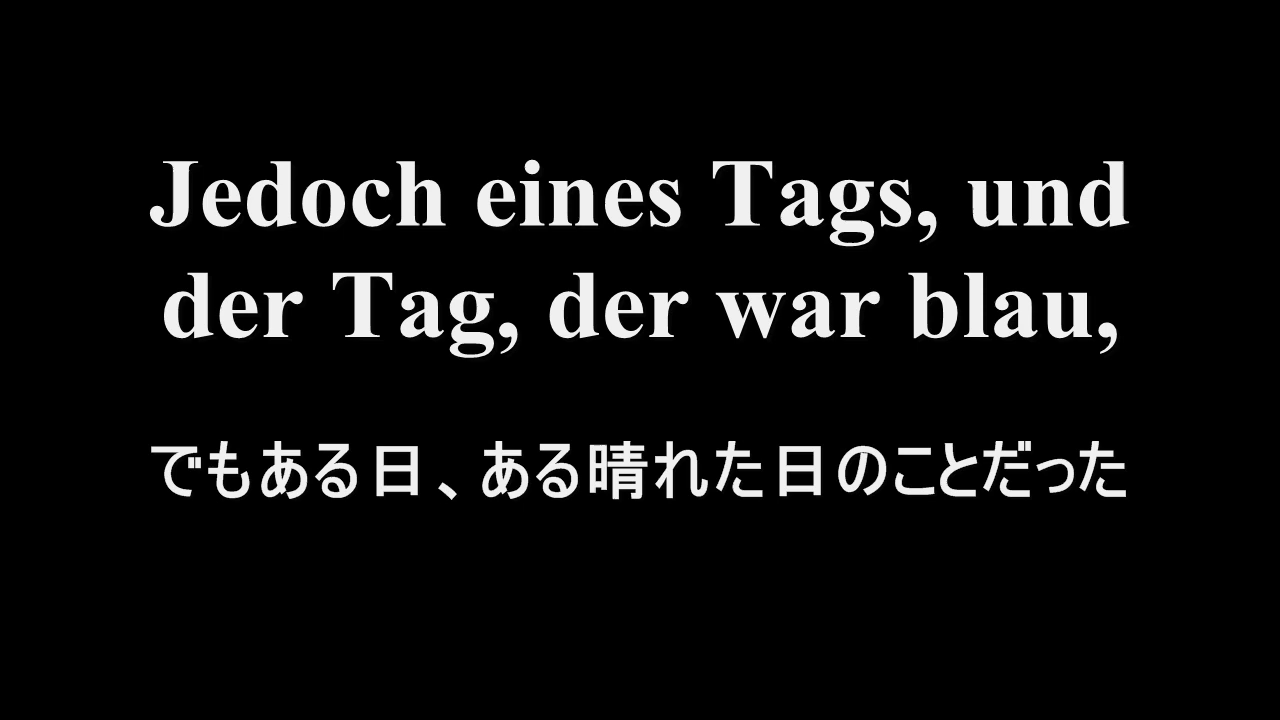 Jedoch eines Tags, und
der Tag, der war blau,
でもある日、ある晴れた日のことだった